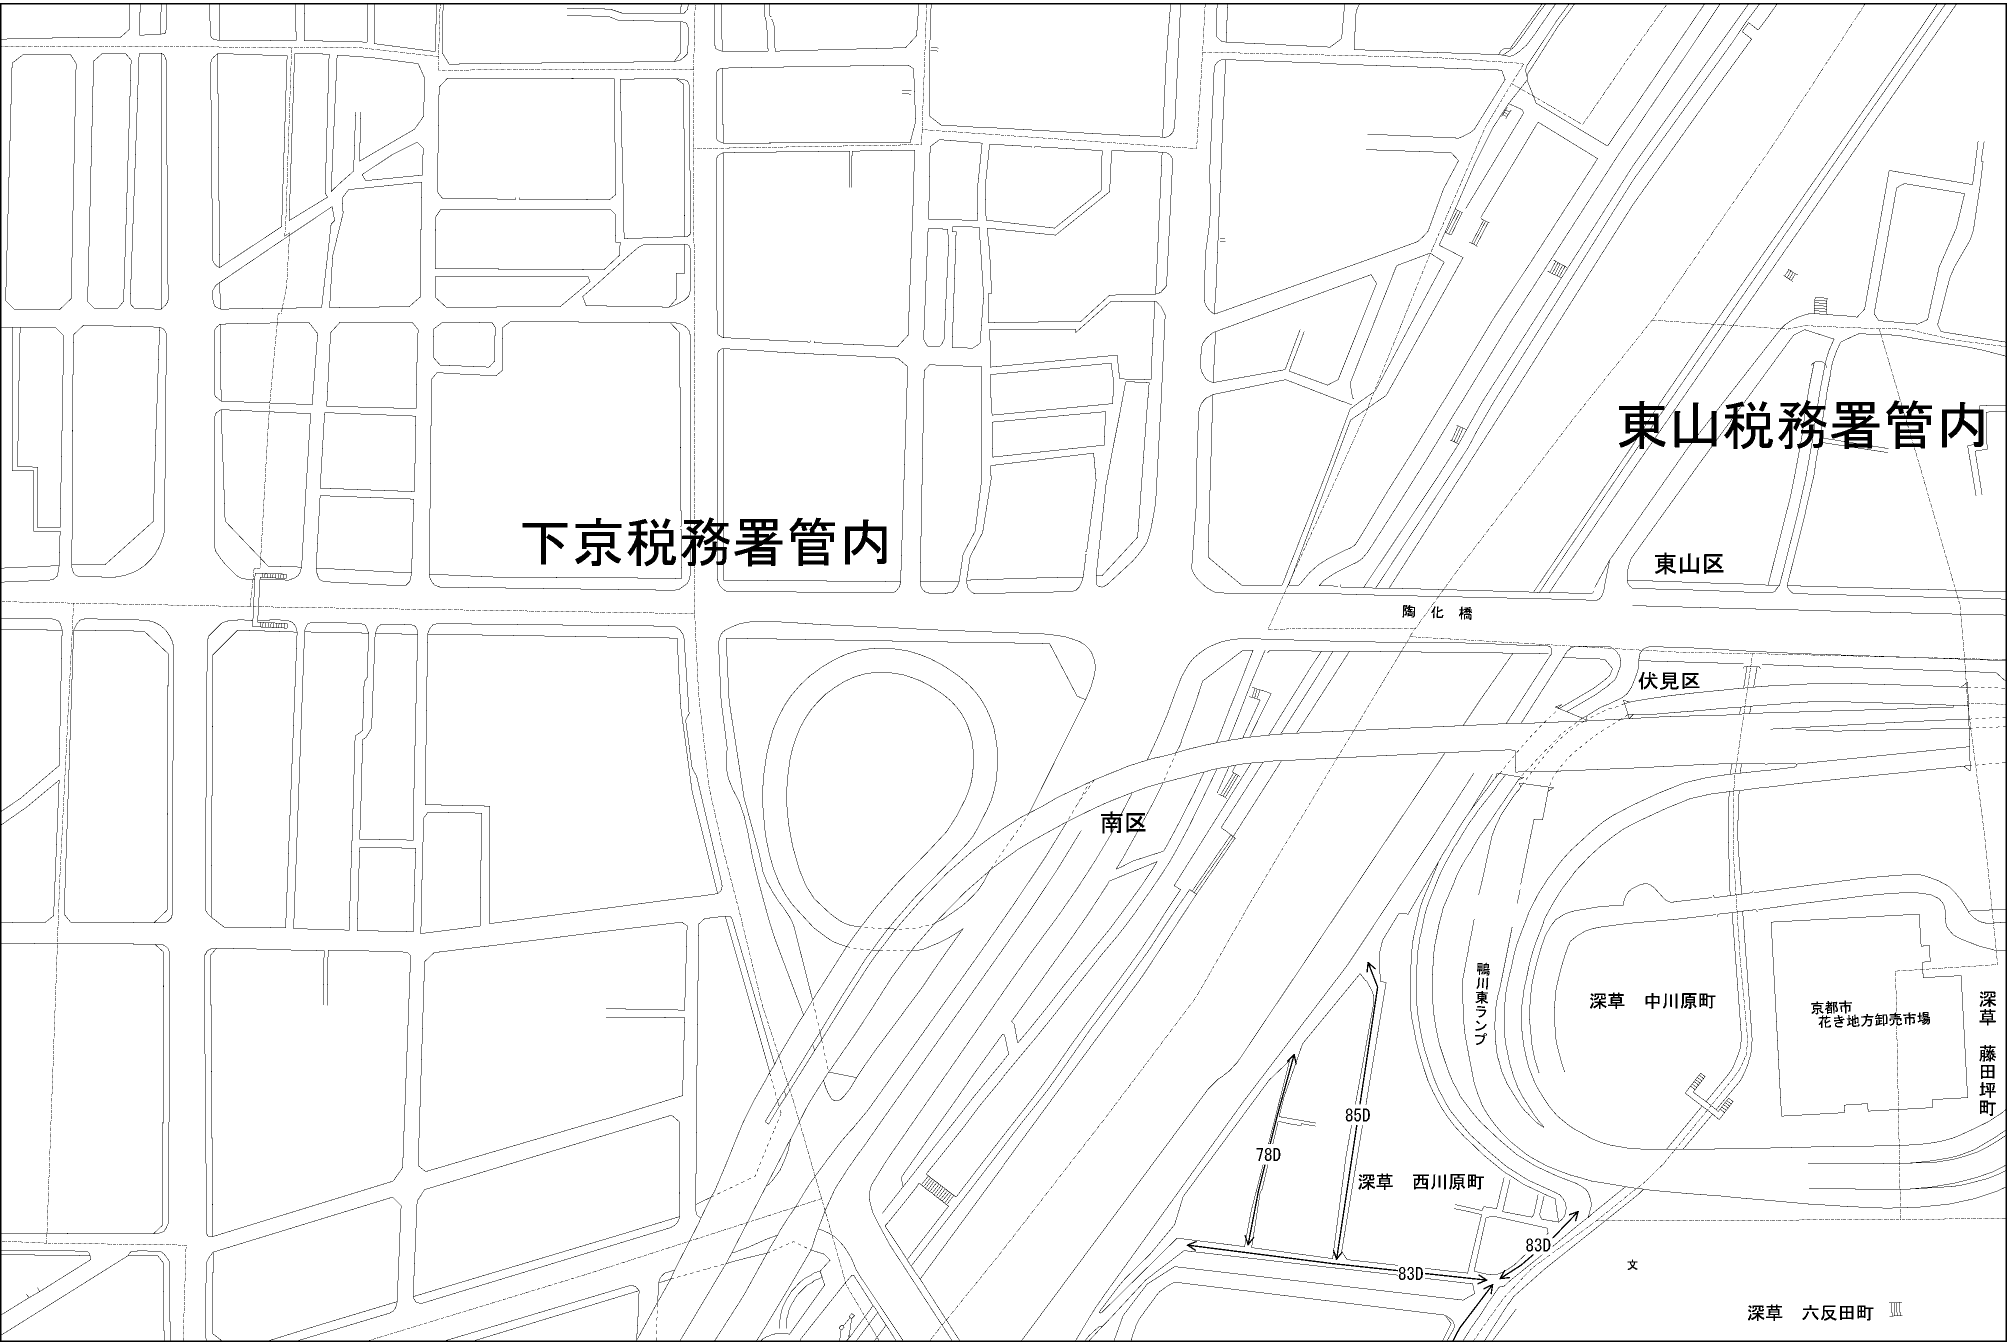 東山税務署管内
下京税務署管内
東山区
陶化橋
伏見区
南区
鴨川東ランプ
深草　中川原町
京都市
花き地方卸売市場
深草　藤田坪町
85D
78D
深草　西川原町
83D
83D
文
深草　六反田町